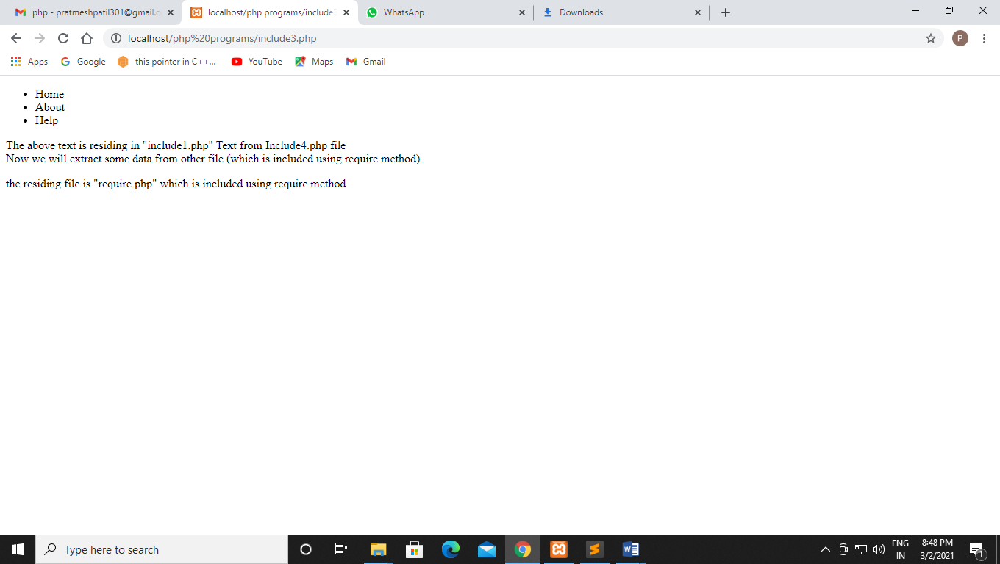 php - pratmeshpatil301@gmail.c
localhost/php programs/include3
WhatsApp
Downloads
localhost/php%20programs/include3.php
P
Apps
Google
this pointer in C++...
YouTube
Maps
Gmail
• Home
• About
• Help
The above text is residing in "include1.php" Text from Include4.php file
Now we will extract some data from other file (which is included using require method).
the residing file is "require.php" which is included using require method
Type here to search
ENG
IN
8:48 PM
3/2/2021
1